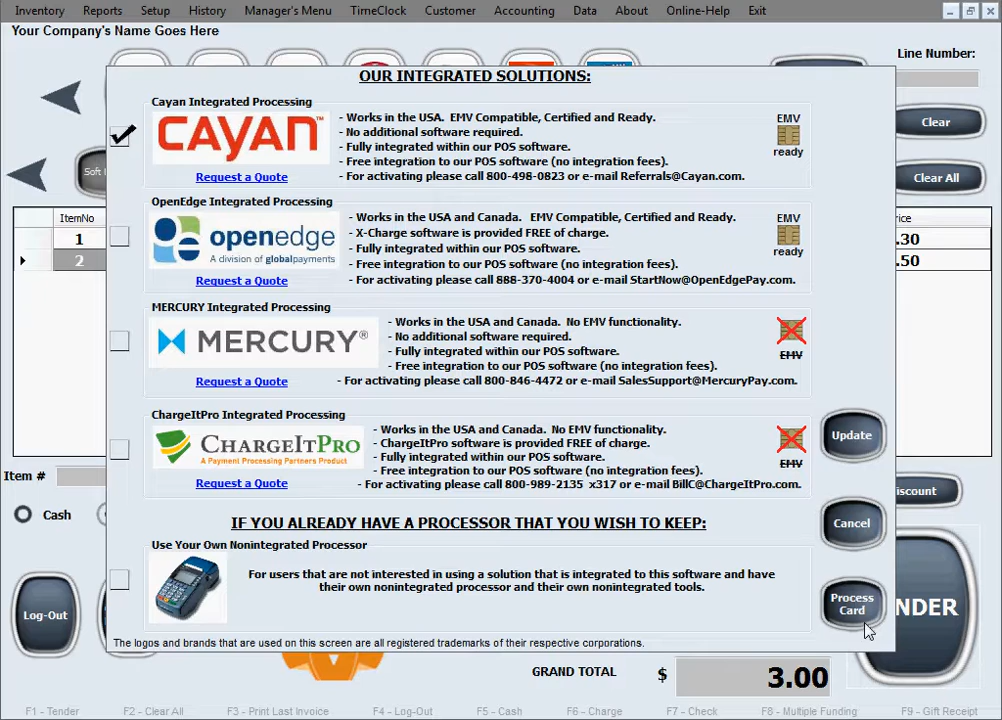 Inventory Reports Setup History Manager's Menu TimeClock Customer Accounting Data About Online-Help Exit
Your Company's Name Goes Here
Line Number:
OUR INTEGRATED SOLUTIONS:
Cayan Integrated Processing
CAYAN™
- Works in the USA. EMV Compatible, Certified and Ready.
- No additional software required.
- Fully integrated within our POS software.
- Free integration to our POS software (no integration fees).
- For activating please call 800-498-0823 or e-mail Referrals@Cayan.com.
Request a Quote
EMV
ready
Clear
Clear All
Soft
OpenEdge Integrated Processing
openedge
A division of globalpayments
- Works in the USA and Canada. EMV Compatible, Certified and Ready.
- X-Charge software is provided FREE of charge.
- Fully integrated within our POS software.
- Free integration to our POS software (no integration fees).
- For activating please call 888-370-4004 or e-mail StartNow@OpenEdgePay.com.
Request a Quote
EMV
ready
ItemNo
rice
1
.30
2
.50
MERCURY Integrated Processing
MERCURY®
- Works in the USA and Canada. No EMV functionality.
- No additional software required.
- Fully integrated within our POS software.
- Free integration to our POS software (no integration fees).
- For activating please call 800-846-4472 or e-mail SalesSupport@MercuryPay.com.
Request a Quote
EMV
ChargeItPro Integrated Processing
CHARGEITPRO
A Payment Processing Partners Product
- Works in the USA and Canada. No EMV functionality.
- ChargeItPro software is provided FREE of charge.
- Fully integrated within our POS software.
- Free integration to our POS software (no integration fees).
- For activating please call 800-989-2135 x317 or e-mail BillC@ChargeItPro.com.
Request a Quote
EMV
Update
Item #
iscount
Cash
IF YOU ALREADY HAVE A PROCESSOR THAT YOU WISH TO KEEP:
Cancel
Use Your Own Nonintegrated Processor
For users that are not interested in using a solution that is integrated to this software and have
their own nonintegrated processor and their own nonintegrated tools.
Process
Card
Log-Out
NDER
The logos and brands that are used on this screen are all registered trademarks of their respective corporations.
GRAND TOTAL $ 3.00
F1 - Tender F2 - Clear All F3 - Print Last Invoice F4 - Log-Out F5 - Cash F6 - Charge F7 - Check F8 - Multiple Funding F9 - Gift Receipt